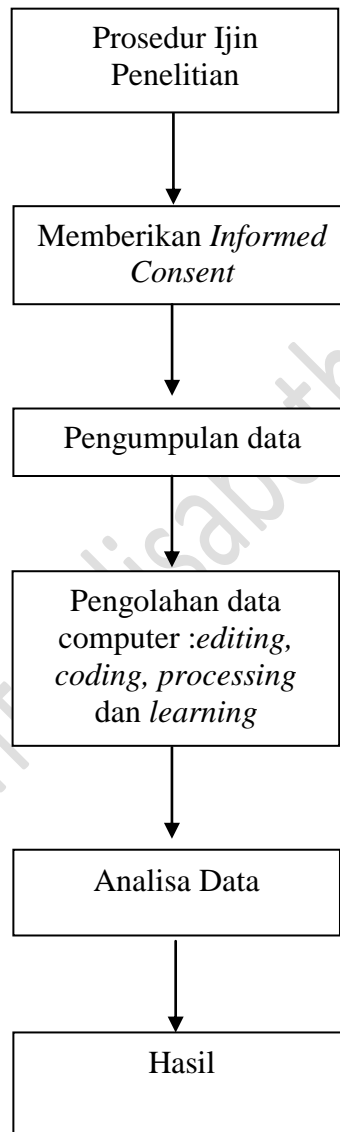 Prosedur Ijin
Penelitian
Memberikan Informed
Consent
Pengumpulan data
Pengolahan data
computer :editing,
coding, processing
dan learning
Analisa Data
Hasil